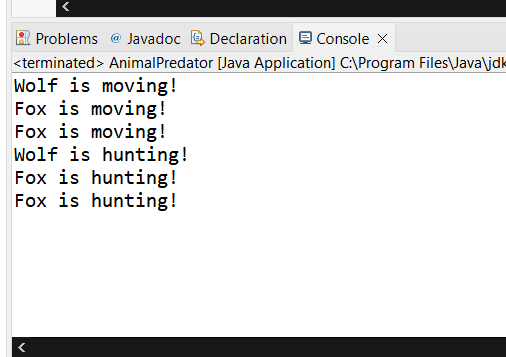 Problems @ Javadoc Declaration Console
<terminated> AnimalPredator [Java Application] C:\Program Files\Java\jdk
Wolf is moving!
Fox is moving!
Fox is moving!
Wolf is hunting!
Fox is hunting!
Fox is hunting!